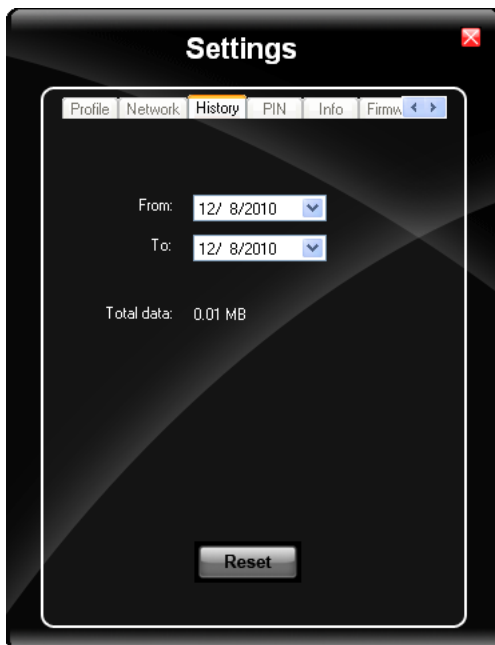 Settings
Profile Network History PIN Info Firmw
From: 12/ 8/2010
To: 12/ 8/2010
Total data: 0.01 MB
Reset